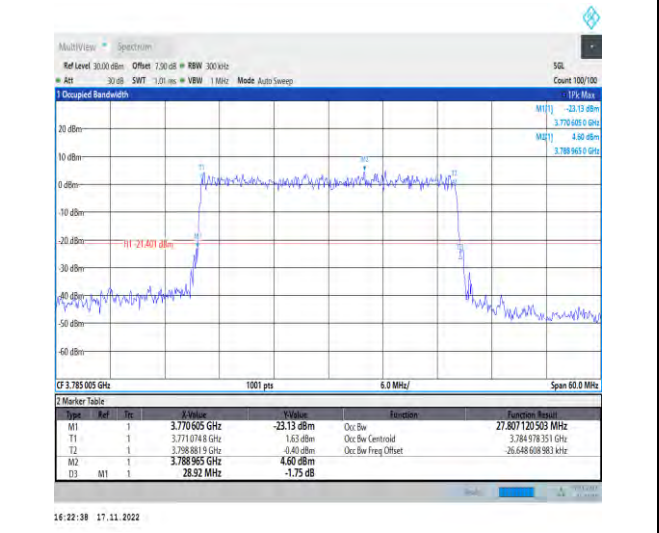 MultiView Spectrum
Ref Level 30.00 dBm Offset 7.90 dB RBW 300 kHz SGL
Att 30 dB SWT 1.01 ms VBW 1 MHz Mode Auto Sweep Count 100/100
1 Occupied Bandwidth 1Pk Max
M1[1] -23.13 dBm
3.770 605 0 GHz
M2[1] 4.60 dBm
3.788 965 0 GHz
20 dBm
10 dBm
M2
T1
T2
0 dBm
-10 dBm
-20 dBm
H1 -21.401 dBm
M1
-30 dBm
-40 dBm
-50 dBm
-60 dBm
CF 3.785 005 GHz 1001 pts 6.0 MHz/ Span 60.0 MHz
2 Marker Table
Type Ref Trc X-Value Y-Value Function Function Result
M1 1 3.770 605 GHz -23.13 dBm Occ Bw 27.807 120 503 MHz
T1 1 3.771 074 8 GHz 1.63 dBm Occ Bw Centroid 3.784 978 351 GHz
T2 1 3.798 881 9 GHz -0.40 dBm Occ Bw Freq Offset -26.648 608 983 kHz
M2 1 3.788 965 GHz 4.60 dBm
D3 M1 1 28.92 MHz -1.75 dB
16:22:38 17.11.2022